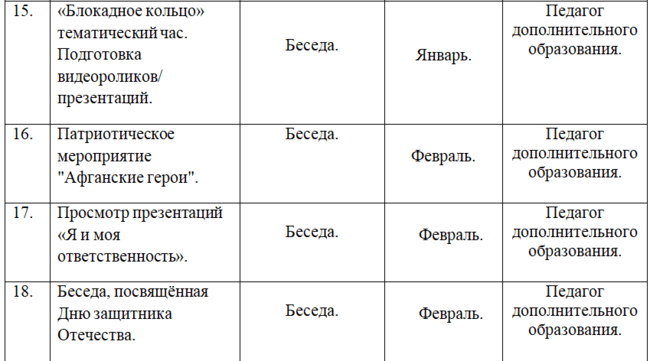 15.
«Блокадное кольцо»
тематический час.
Подготовка
видеороликов/
презентаций.
Беседа.
Январь.
Педагог
дополнительного
образования.
16.
Патриотическое
мероприятие
"Афганские герои".
Беседа.
Февраль.
Педагог
дополнительного
образования.
17.
Просмотр презентаций
«Я и моя
ответственность».
Беседа.
Февраль.
Педагог
дополнительного
образования.
18.
Беседа, посвящённая
Дню защитника
Отечества.
Беседа.
Февраль.
Педагог
дополнительного
образования.